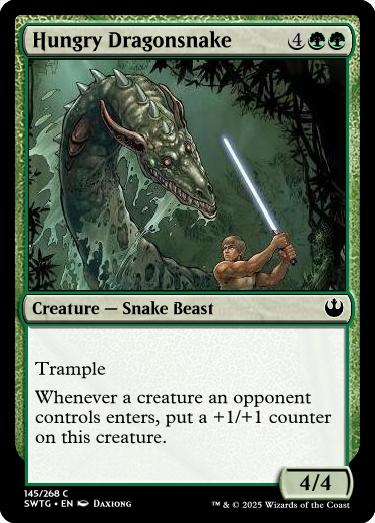 Hungry Dragonsnake 4
Creature — Snake Beast
Trample
Whenever a creature an opponent
controls enters, put a +1/+1 counter
on this creature.
4/4
145/268 C
SWTG • EN Daxiong
™ & © 2025 Wizards of the Coast